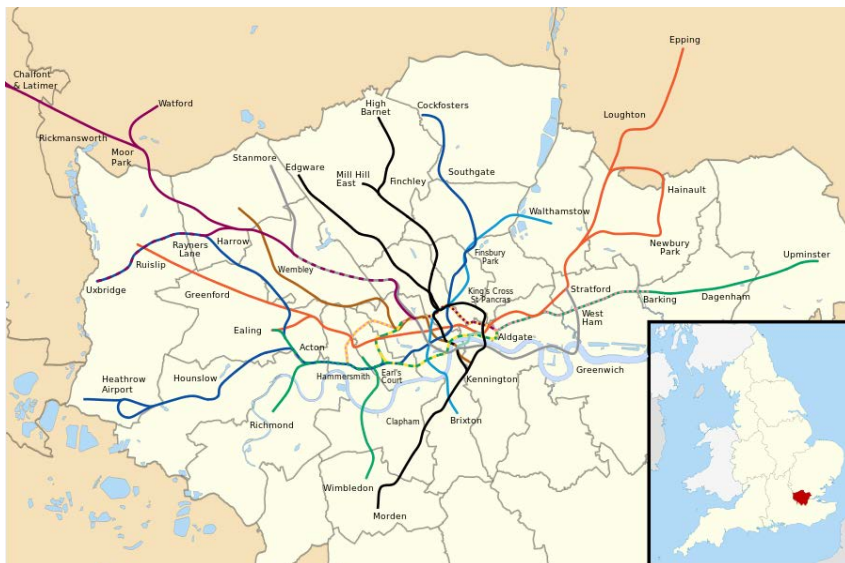 Epping
Chalfont
& Latimer
Watford
High
Barnet
Cockfosters
Loughton
Rickmansworth
Moor
Park
Stanmore
Edgware
Mill Hill
East
Finchley
Southgate
Hainault
Walthamstow
Rayners
Lane
Harrow
Newbury
Park
Finsbury
Park
Upminster
Uxbridge
Ruislip
Wembley
King's Cross
St Pancras
Stratford
Greenford
Barking
Dagenham
West
Ham
Ealing
Acton
Aldgate
Heathrow
Airport
Hounslow
Hammersmith
Earl's
Court
Kennington
Greenwich
Richmond
Clapham
Brixton
Wimbledon
Morden